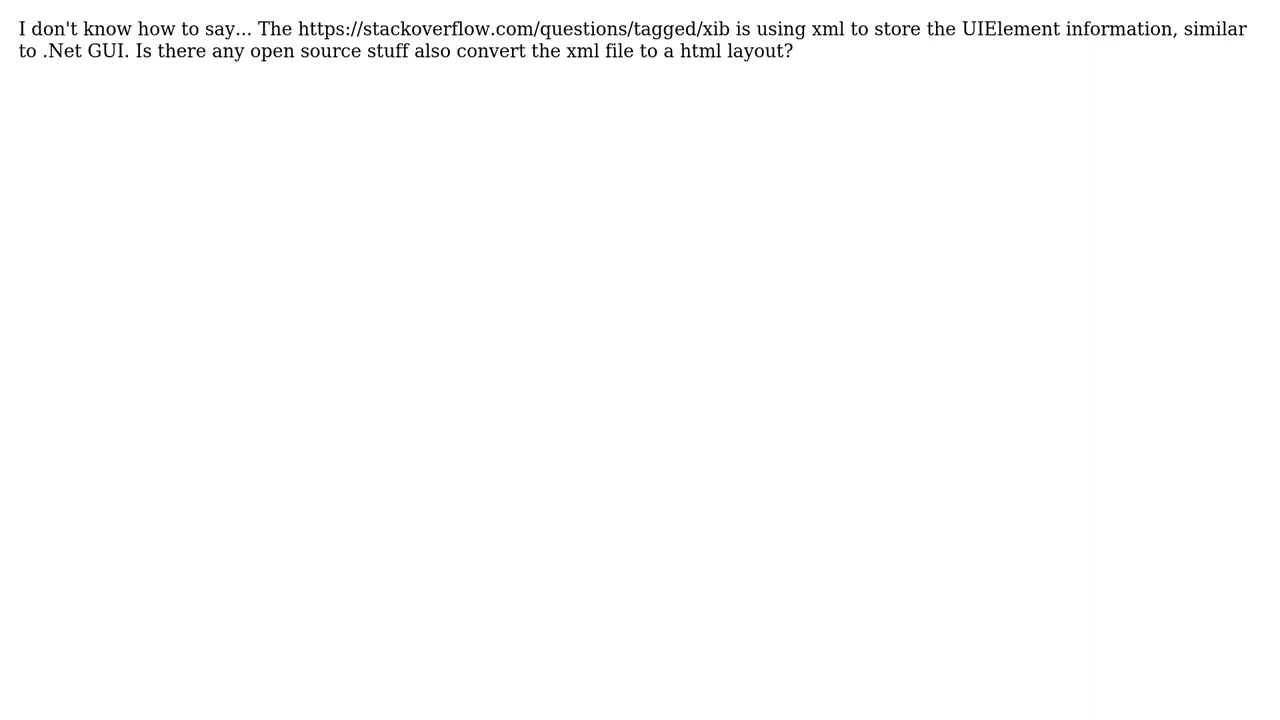 I don't know how to say... The https://stackoverflow.com/questions/tagged/xib is using xml to store the UIElement information, similar
to .Net GUI. Is there any open source stuff also convert the xml file to a html layout?